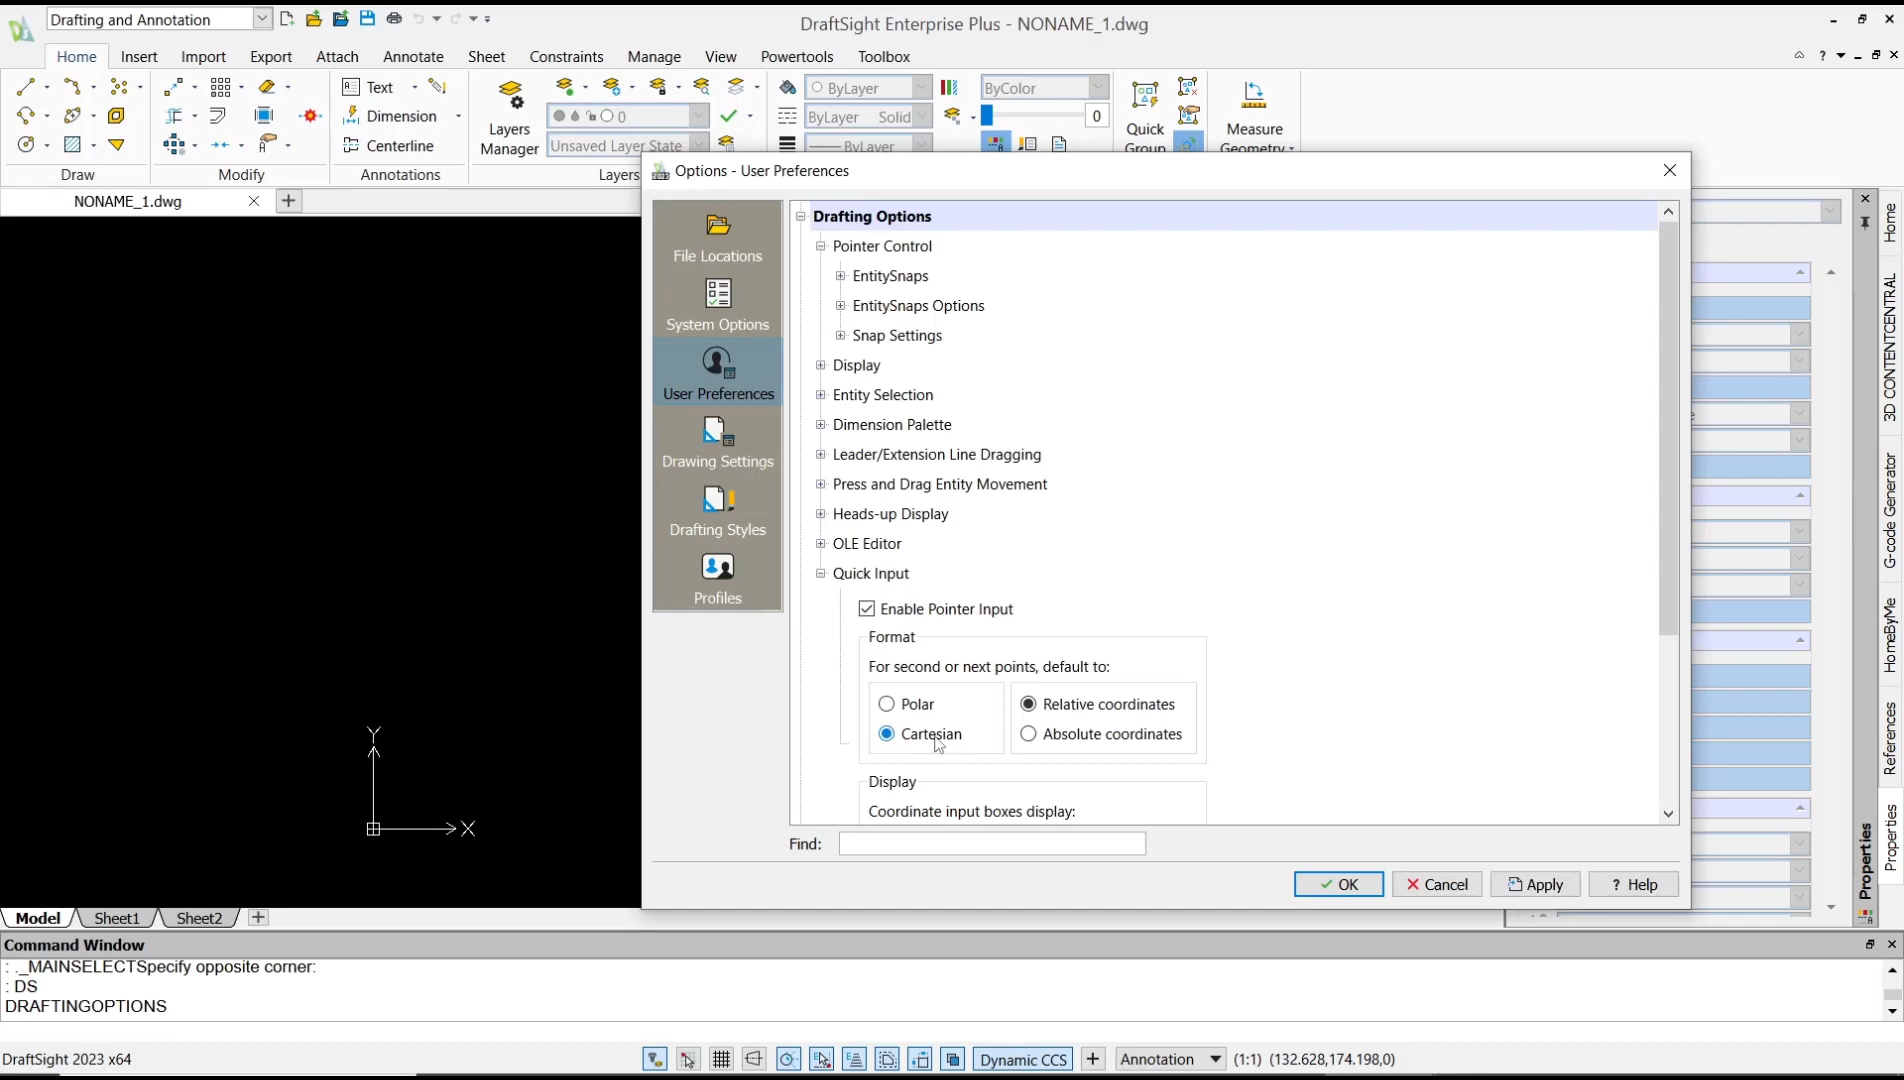 Drafting and Annotation
DraftSight Enterprise Plus - NONAME_1.dwg
Home Insert Import Export Attach Annotate Sheet Constraints Manage View Powertools Toolbox
Text
Dimension
Centerline
Layers
Manager
0
Unsaved Layer State
ByLayer
ByLayer Solid
ByLayer
ByColor
0
Quick
Group
Measure
Geometry
Draw Modify Annotations Layers
NONAME_1.dwg
Options - User Preferences
File Locations
System Options
User Preferences
Drawing Settings
Drafting Styles
Profiles
Drafting Options
Pointer Control
EntitySnaps
EntitySnaps Options
Snap Settings
Display
Entity Selection
Dimension Palette
Leader/Extension Line Dragging
Press and Drag Entity Movement
Heads-up Display
OLE Editor
Quick Input
Enable Pointer Input
Format
For second or next points, default to:
Polar Relative coordinates
Cartesian Absolute coordinates
Display
Coordinate input boxes display:
Find:
OK Cancel Apply ? Help
Home
3D CONTENTCENTRAL
G-code Generator
HomeByMe
References
Properties
Properties
Y
X
Model Sheet1 Sheet2
Command Window
: ._MAINSELECTSpecify opposite corner:
: DS
DRAFTINGOPTIONS
DraftSight 2023 x64
Dynamic CCS Annotation (1:1) (132.628,174.198,0)